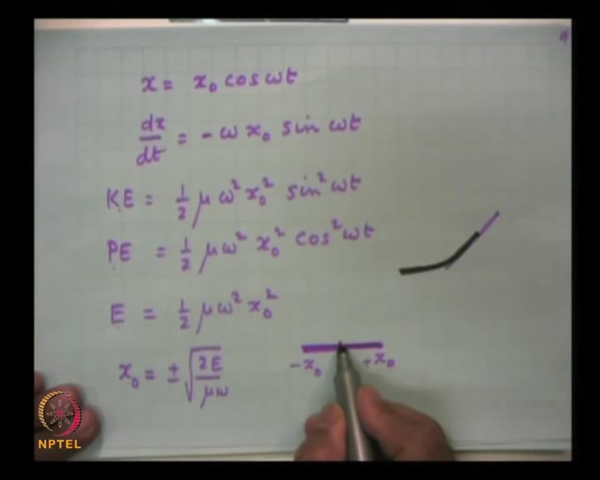 x = x₀ cos ωt
dx/dt = - ω x₀ sin ωt
KE = 1/2 μ ω² x₀² sin² ωt
PE = 1/2 μ ω² x₀² cos² ωt
E = 1/2 μ ω² x₀²
x₀ = ± √(2E/μω)
-x₀ +x₀
NPTEL